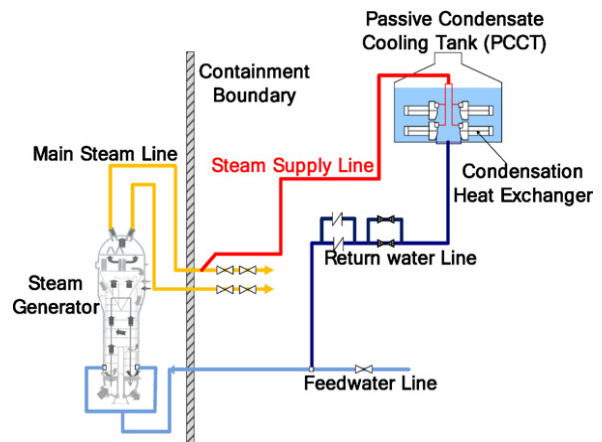 Passive Condensate
Cooling Tank (PCCT)
Containment
Boundary
Main Steam Line
Steam Supply Line
Condensation
Heat Exchanger
Return water Line
Steam
Generator
Feedwater Line